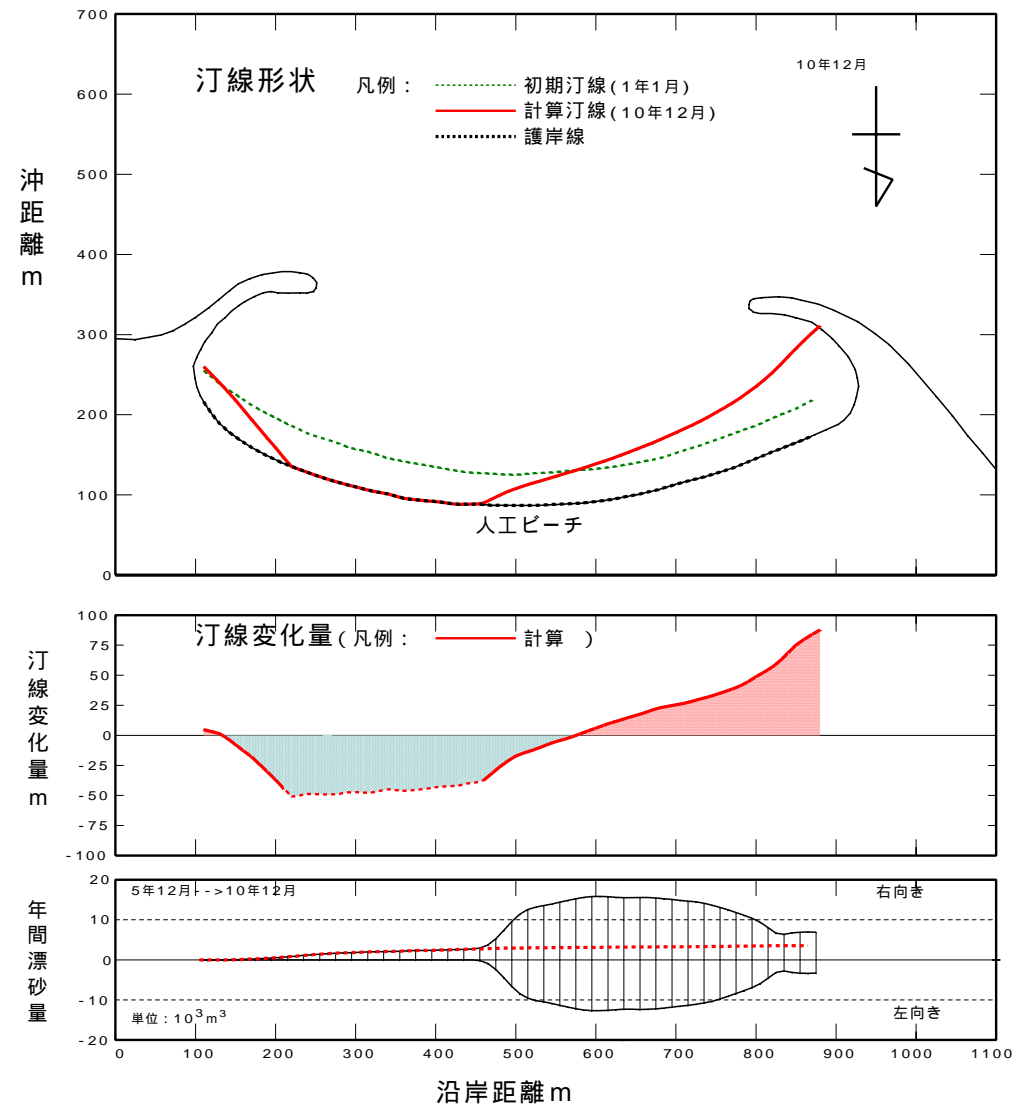 700
600
500
400
300
200
100
0
沖距離m
汀線形状 凡例：
初期汀線(1年1月)
計算汀線(10年12月)
護岸線
10年12月
人工ビーチ
100
75
50
25
0
-25
-50
-75
-100
汀線変化量m
汀線変化量(凡例： 計算 )
20
10
0
-10
-20
年間漂砂量
5年12月-->10年12月
右向き
左向き
単位：10³m³
0 100 200 300 400 500 600 700 800 900 1000 1100
沿岸距離m